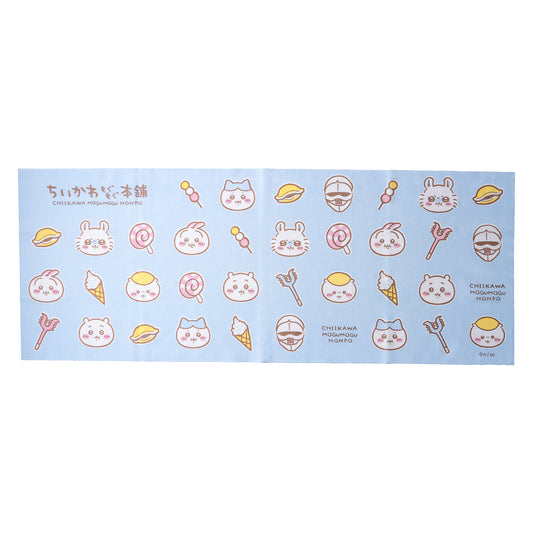 ちいかわもぐもぐ本舗
CHIIKAWA MOGUMOGU HONPO
CHIIKAWA
MOGUMOGU
HONPO
CHIIKAWA
MOGUMOGU
HONPO